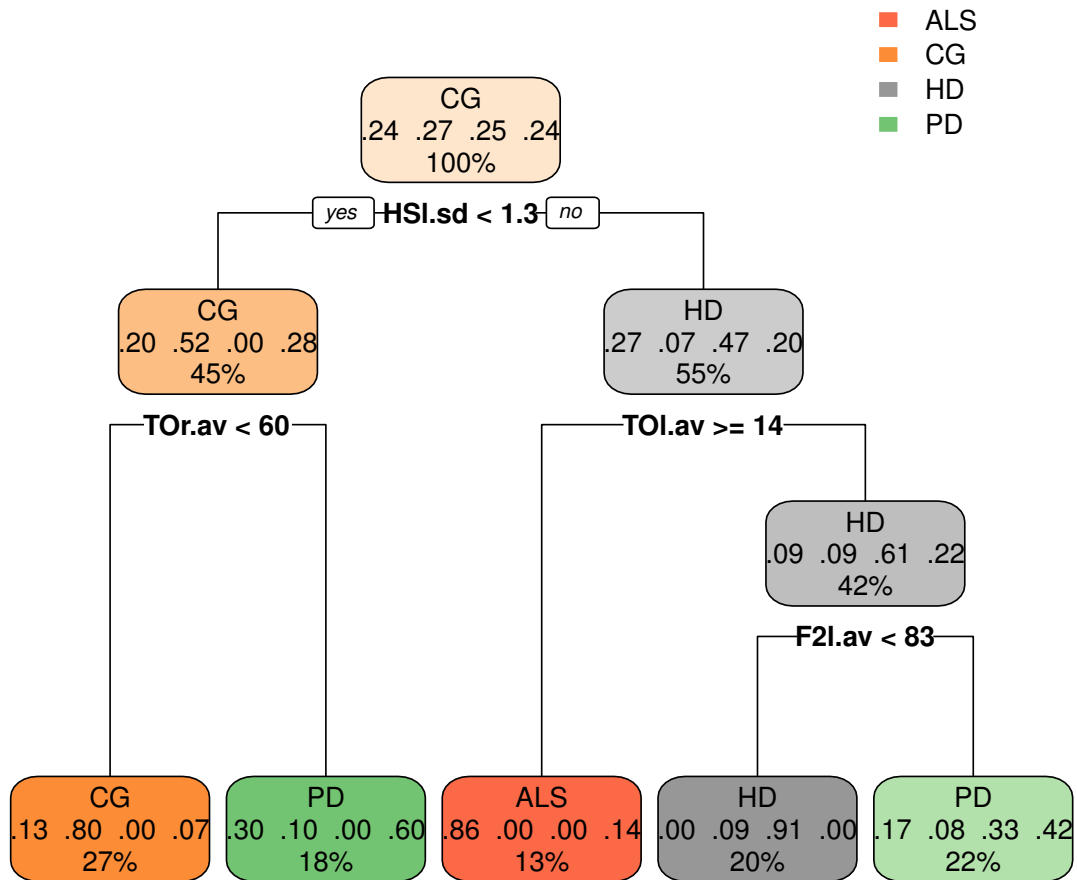 ALS
CG
HD
PD
CG
.24 .27 .25 .24
100%
yes HSl.sd < 1.3 no
CG
.20 .52 .00 .28
45%
HD
.27 .07 .47 .20
55%
TOr.av < 60
TOl.av >= 14
HD
.09 .09 .61 .22
42%
F2l.av < 83
CG
.13 .80 .00 .07
27%
PD
.30 .10 .00 .60
18%
ALS
.86 .00 .00 .14
13%
HD
.00 .09 .91 .00
20%
PD
.17 .08 .33 .42
22%